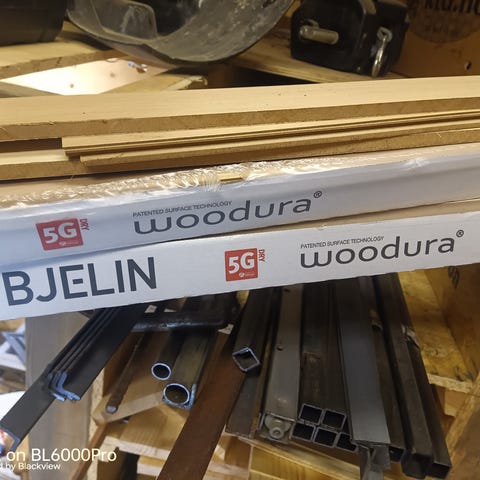 PATENTED SURFACE TECHNOLOGY
woodura®
5G DRY
BJELIN
5G DRY
PATENTED SURFACE TECHNOLOGY
woodura®
on BL6000Pro
by Blackview